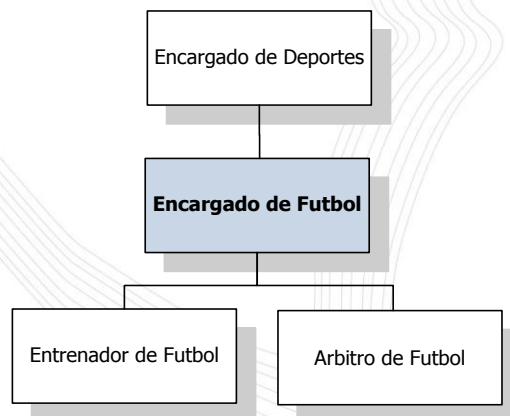 Encargado de Deportes
Encargado de Futbol
Entrenador de Futbol
Arbitro de Futbol